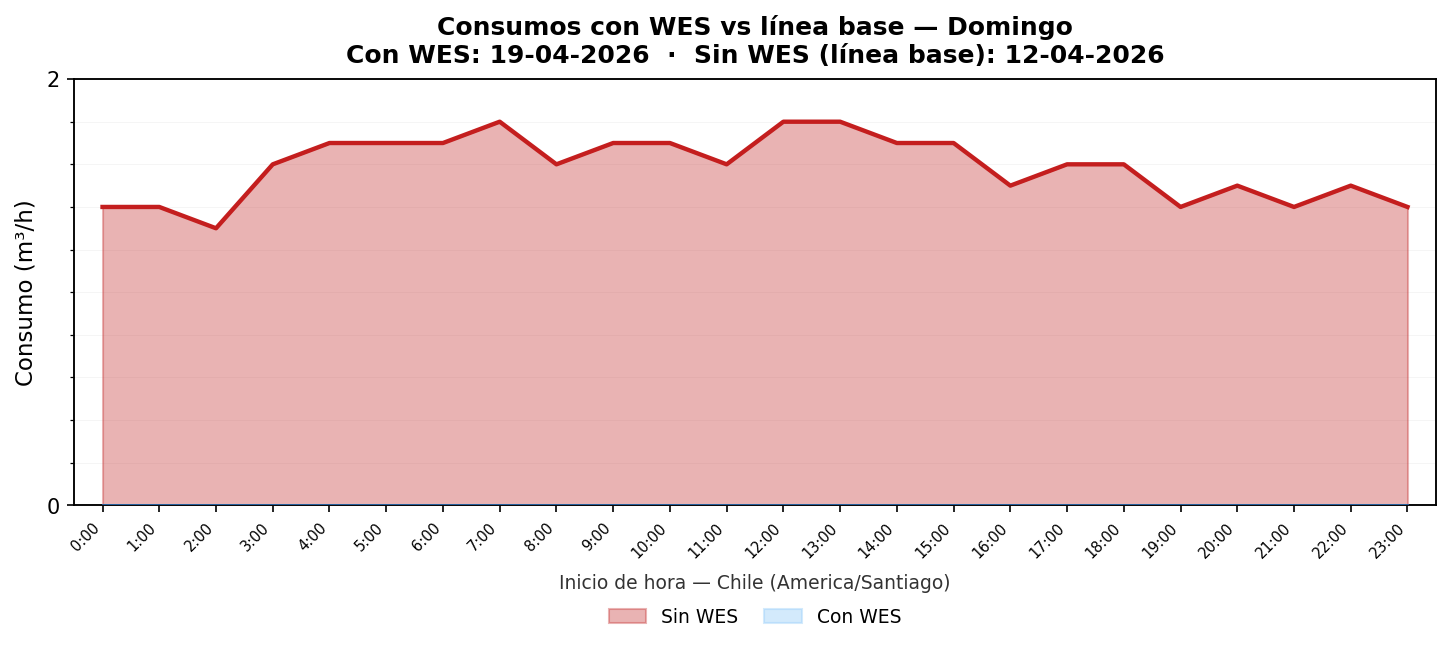 Consumos con WES vs línea base — Domingo
Con WES: 19-04-2026 · Sin WES (línea base): 12-04-2026
Consumo (m³/h)
2
0
0:00 1:00 2:00 3:00 4:00 5:00 6:00 7:00 8:00 9:00 10:00 11:00 12:00 13:00 14:00 15:00 16:00 17:00 18:00 19:00 20:00 21:00 22:00 23:00
Inicio de hora — Chile (America/Santiago)
Sin WES Con WES